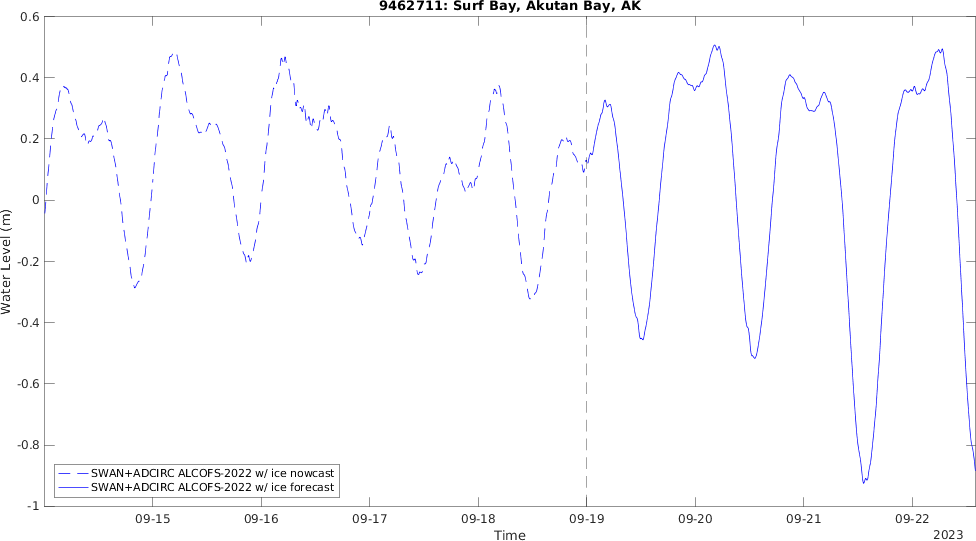 9462711: Surf Bay, Akutan Bay, AK
0.6
0.4
0.2
0
-0.2
-0.4
-0.6
-0.8
-1
Water Level (m)
SWAN+ADCIRC ALCOFS-2022 w/ ice nowcast
SWAN+ADCIRC ALCOFS-2022 w/ ice forecast
09-15 09-16 09-17 09-18 09-19 09-20 09-21 09-22
Time
2023